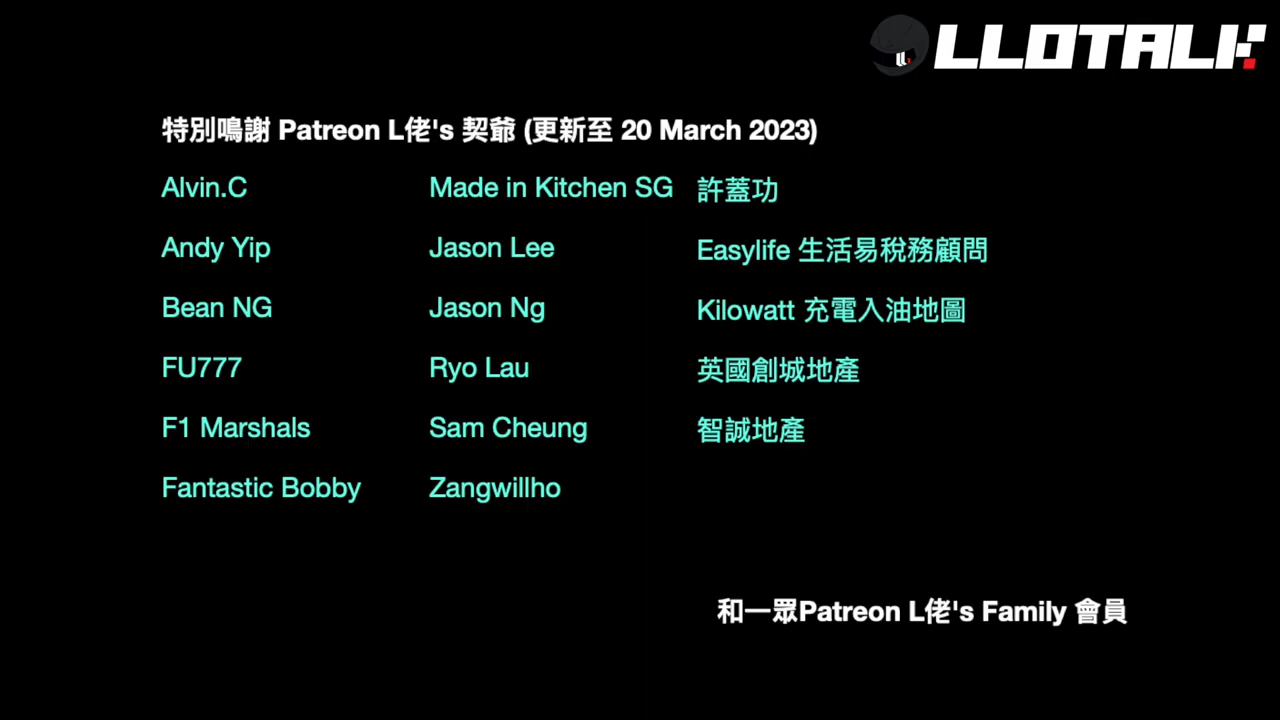 LLOTALK
特別鳴謝 Patreon L佬's 契爺 (更新至 20 March 2023)
Alvin.C
Made in Kitchen SG
許蓋功
Andy Yip
Jason Lee
Easylife 生活易稅務顧問
Bean NG
Jason Ng
Kilowatt 充電入油地圖
FU777
Ryo Lau
英國創城地產
F1 Marshals
Sam Cheung
智誠地產
Fantastic Bobby
Zangwillho
和一眾Patreon L佬's Family 會員